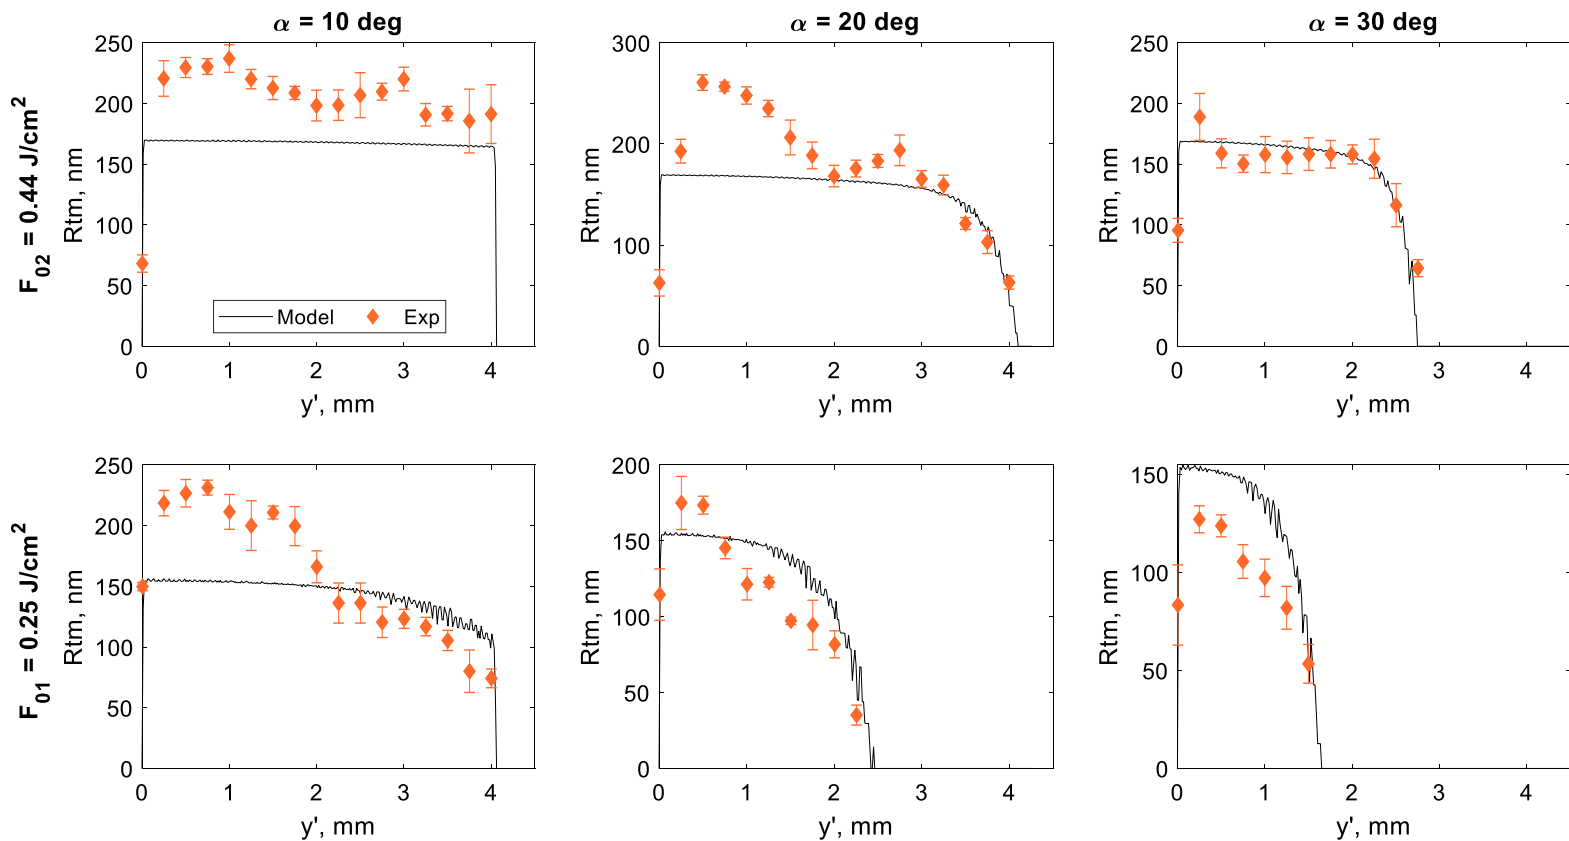 α = 10 deg
α = 20 deg
α = 30 deg
F02 = 0.44 J/cm2
Rtm, nm
250
200
150
100
50
0
0 1 2 3 4
y', mm
Model Exp
Rtm, nm
300
200
100
0
0 1 2 3 4
y', mm
Rtm, nm
250
200
150
100
50
0
0 1 2 3 4
y', mm
F01 = 0.25 J/cm2
Rtm, nm
250
200
150
100
50
0
0 1 2 3 4
y', mm
Rtm, nm
200
150
100
50
0
0 1 2 3 4
y', mm
Rtm, nm
150
100
50
0
0 1 2 3 4
y', mm